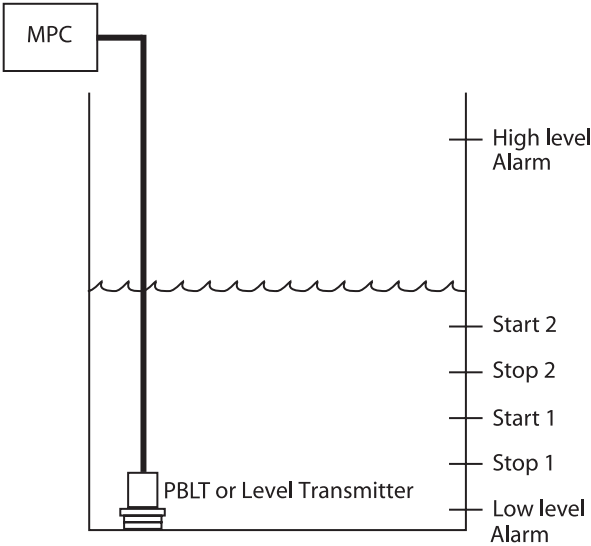 MPC
High level
Alarm
Start 2
Stop 2
Start 1
Stop 1
PBLT or Level Transmitter
Low level
Alarm